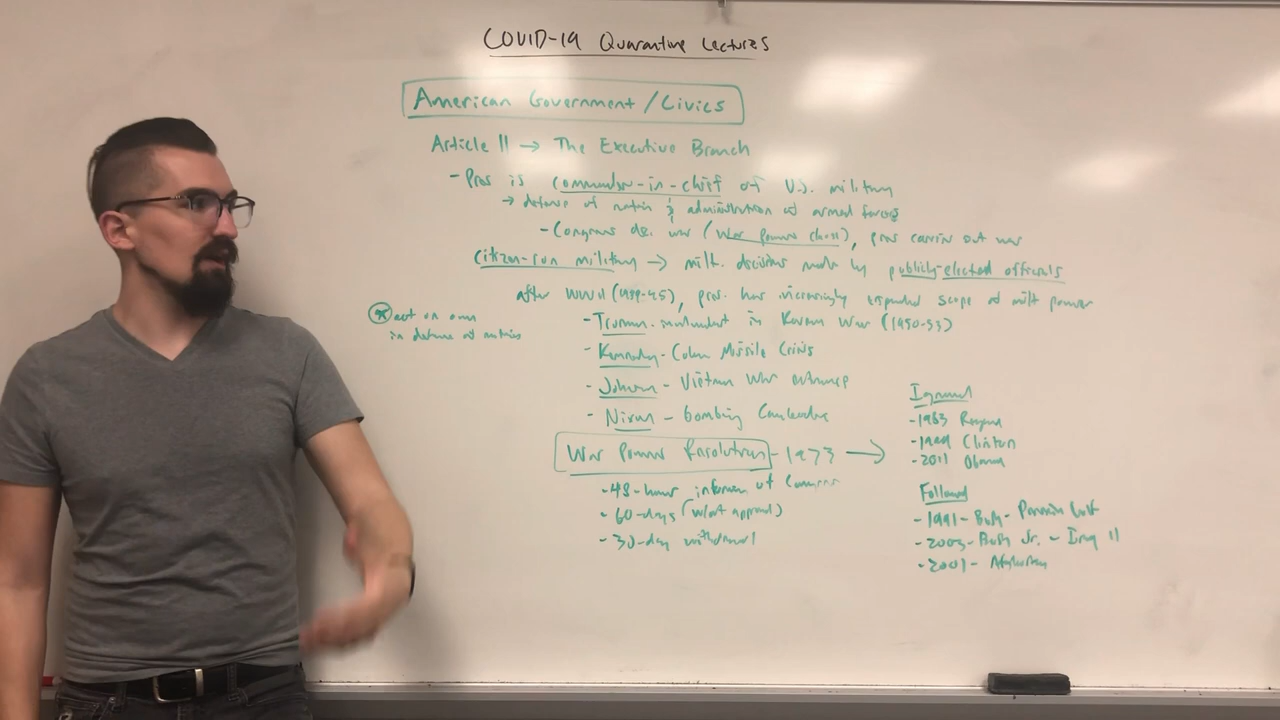 COVID-19 Quarantine Lectures
American Government/Civics
Article II → The Executive Branch
- Pres is commander-in-chief of U.S. military
→ defense of nation & administration of armed forces
- Congress dec. war (War Powers clause), pres carries out war
Citizen-run military → milt. decisions made by publicly-elected officials
after WWII (1939-45), pres. has increasingly expanded scope of milt power
* act on own
in defense of nation
- Truman - involvement in Korean War (1950-53)
- Kennedy - Cuban Missile Crisis
- Johnson - Vietnam War
- Nixon - bombing Cambodia
War Powers Resolution - 1973 →
- 48-hour inform of Congress
- 60-days (w/out approval)
- 30-day withdrawl
Ignored
- 1983 Reagan
- 1999 Clinton
- 2011 Obama
Followed
- 1991 - Bush - Persian Gulf
- 2003 - Bush Jr. - Iraq II
- 2001 - Afghanistan